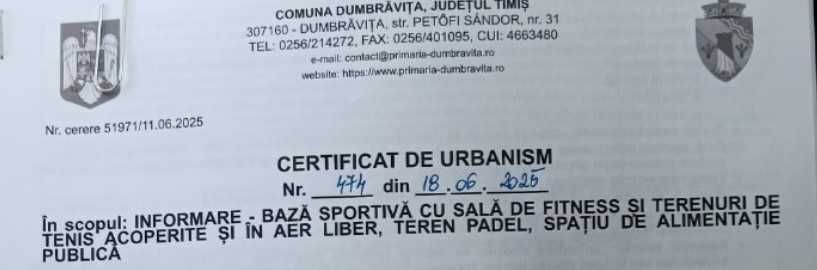 COMUNA DUMBRĂVIȚA, JUDEȚUL TIMIȘ
307160 - DUMBRĂVIȚA, str. PETŐFI SÁNDOR, nr. 31
TEL: 0256/214272, FAX: 0256/401095, CUI: 4663480
e-mail: contact@primaria-dumbravita.ro
website: https://www.primaria-dumbravita.ro
Nr. cerere 51971/11.06.2025
CERTIFICAT DE URBANISM
Nr. 474 din 18.06.2025
În scopul: INFORMARE - BAZĂ SPORTIVĂ CU SALĂ DE FITNESS ȘI TERENURI DE
TENIS ACOPERITE ȘI ÎN AER LIBER, TEREN PADEL, SPAȚIU DE ALIMENTAȚIE
PUBLICĂ